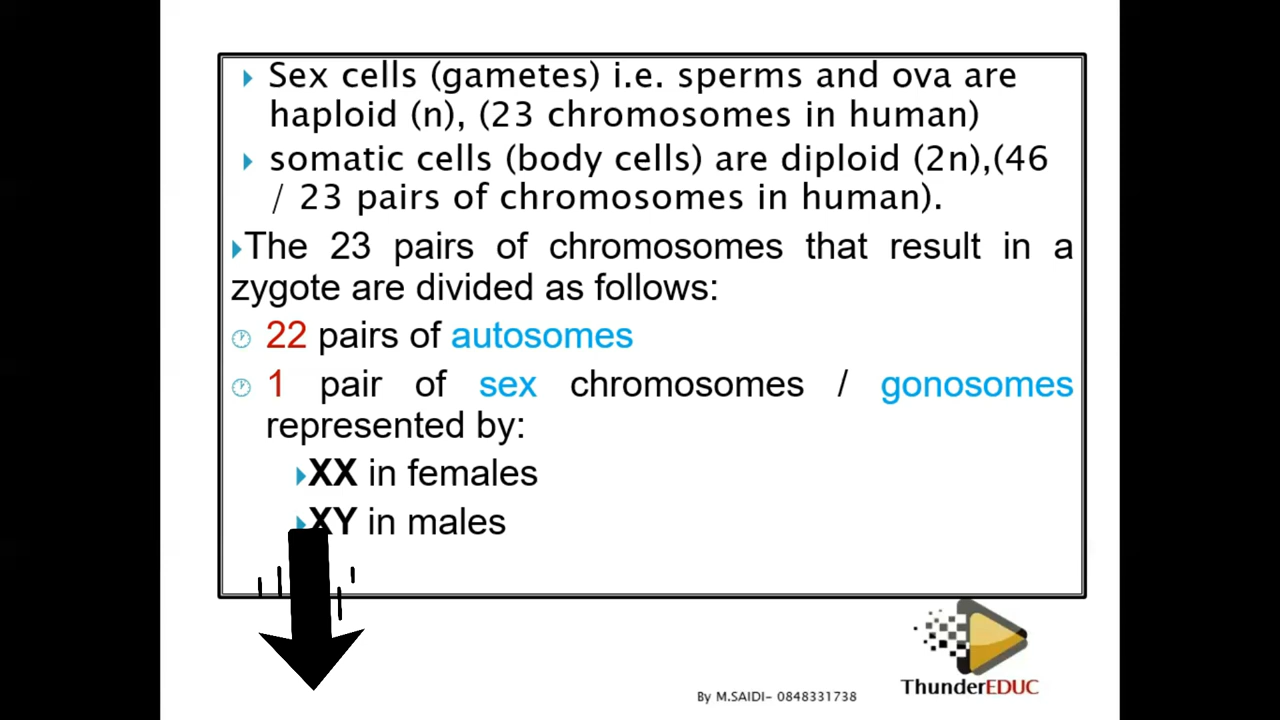 Sex cells (gametes) i.e. sperms and ova are
haploid (n), (23 chromosomes in human)
somatic cells (body cells) are diploid (2n),(46
/ 23 pairs of chromosomes in human).
The 23 pairs of chromosomes that result in a
zygote are divided as follows:
22 pairs of autosomes
1 pair of sex chromosomes / gonosomes
represented by:
XX in females
XY in males
By M.SAIDI- 0848331738
ThunderEDUC